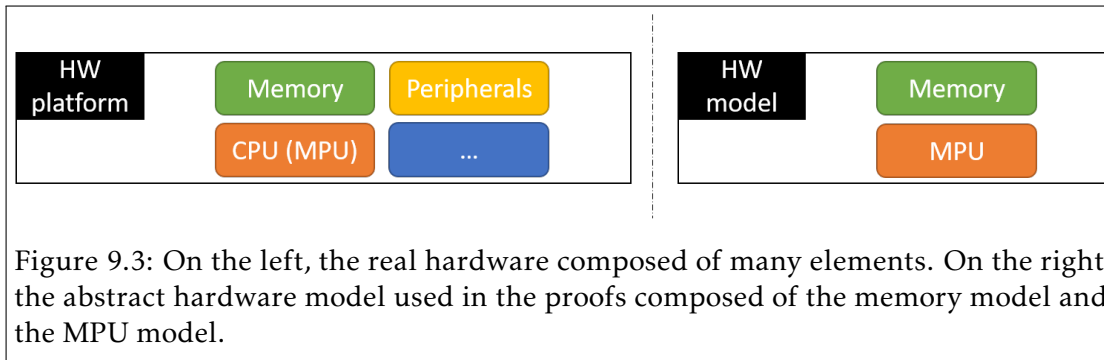 HW
platform
Memory
Peripherals
CPU (MPU)
...
HW
model
Memory
MPU
Figure 9.3: On the left, the real hardware composed of many elements. On the right
the abstract hardware model used in the proofs composed of the memory model and
the MPU model.